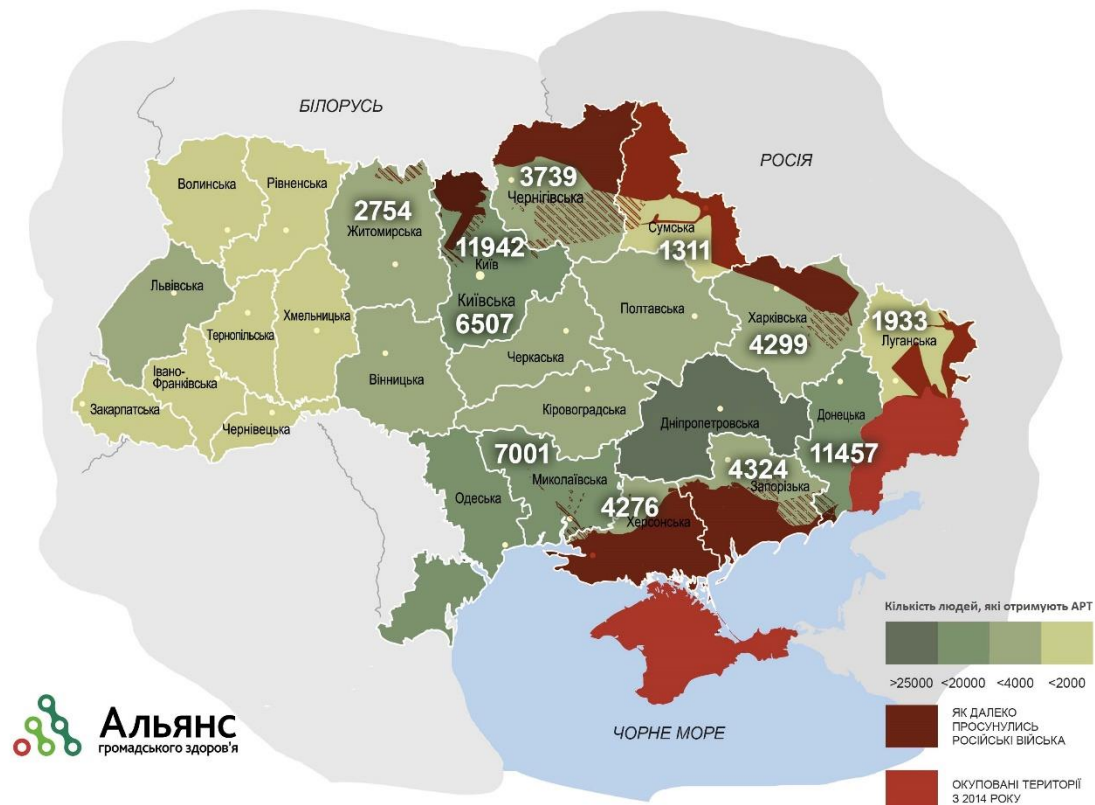 БІЛОРУСЬ
РОСІЯ
Волинська
Рівненська
2754
Житомирська
3739
Чернігівська
Сумська
1311
11942
Київ
Київська
6507
Львівська
Тернопільська
Хмельницька
Полтавська
Харківська
4299
1933
Луганська
Івано-
Франківська
Закарпатська
Чернівецька
Вінницька
Черкаська
Кіровоградська
Дніпропетровська
Донецька
11457
7001
Миколаївська
4324
Запорізька
Одеська
4276
Херсонська
Кількість людей, які отримують АРТ
>25000 <20000 <4000 <2000
ЯК ДАЛЕКО
ПРОСУНУЛИСЬ
РОСІЙСЬКІ ВІЙСЬКА
ОКУПОВАНІ ТЕРИТОРІЇ
З 2014 РОКУ
ЧОРНЕ МОРЕ
Альянс
громадського здоров'я